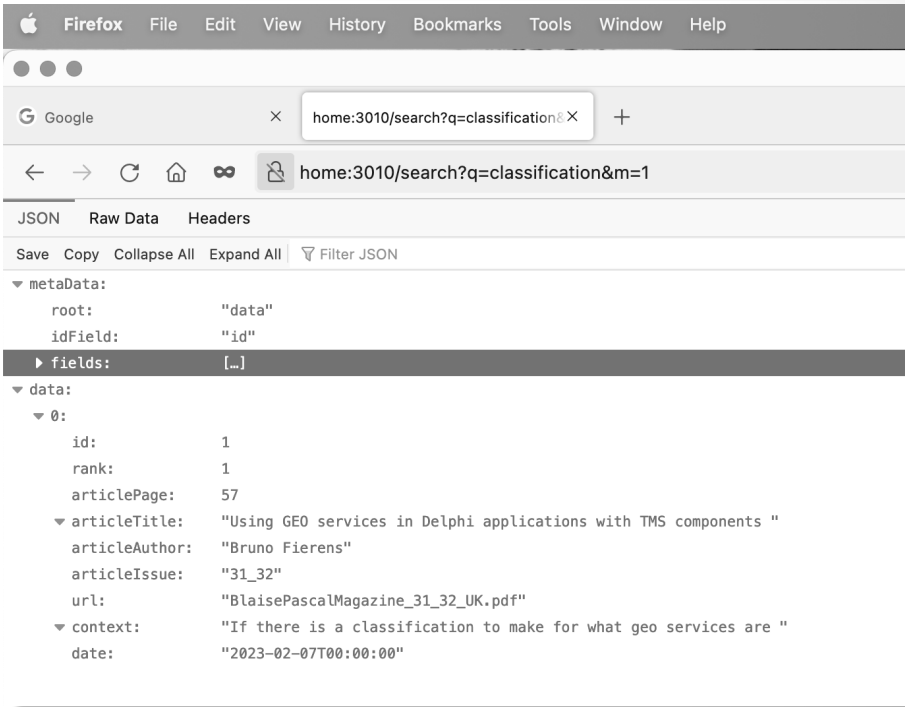 Firefox File Edit View History Bookmarks Tools Window Help
Google home:3010/search?q=classification&
home:3010/search?q=classification&m=1
JSON Raw Data Headers
Save Copy Collapse All Expand All Filter JSON
metaData:
root: "data"
idField: "id"
fields: […]
data:
0:
id: 1
rank: 1
articlePage: 57
articleTitle: "Using GEO services in Delphi applications with TMS components "
articleAuthor: "Bruno Fierens"
articleIssue: "31_32"
url: "BlaisePascalMagazine_31_32_UK.pdf"
context: "If there is a classification to make for what geo services are "
date: "2023-02-07T00:00:00"